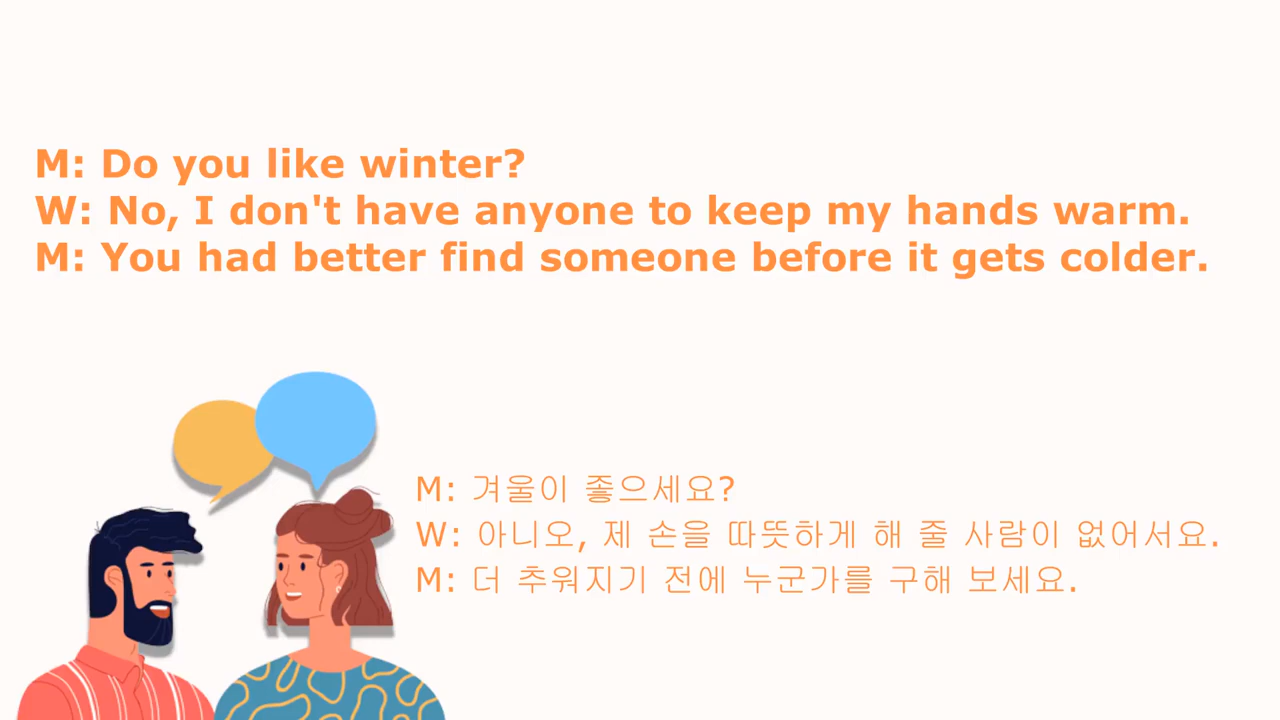 M: Do you like winter?
W: No, I don't have anyone to keep my hands warm.
M: You had better find someone before it gets colder.
M: 겨울이 좋으세요?
W: 아니오, 제 손을 따뜻하게 해 줄 사람이 없어서요.
M: 더 추워지기 전에 누군가를 구해 보세요.